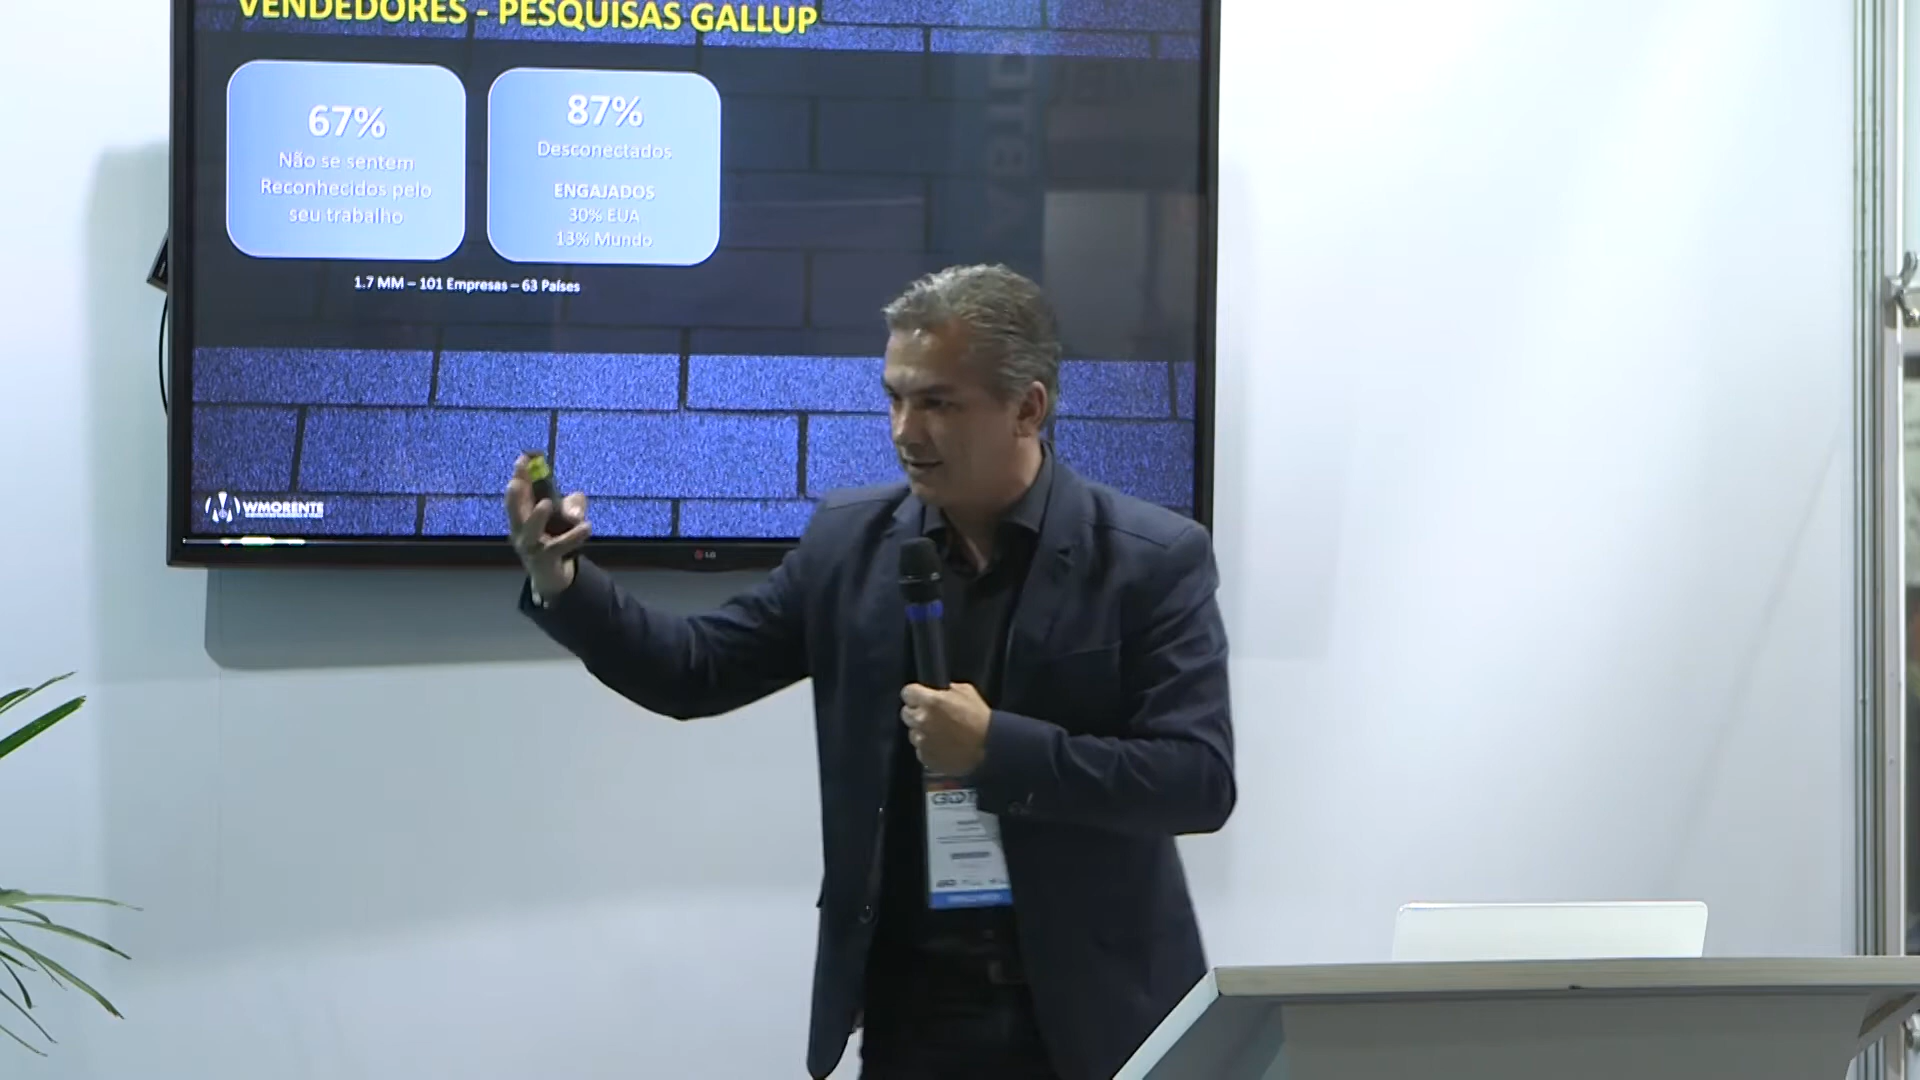 VENDEDORES - PESQUISAS GALLUP
67%
Não se sentem
Reconhecidos pelo
seu trabalho
87%
Desconectados
ENGAJADOS
30% EUA
13% Mundo
1.7 MM – 101 Empresas – 63 Países
WMORENTE
LG